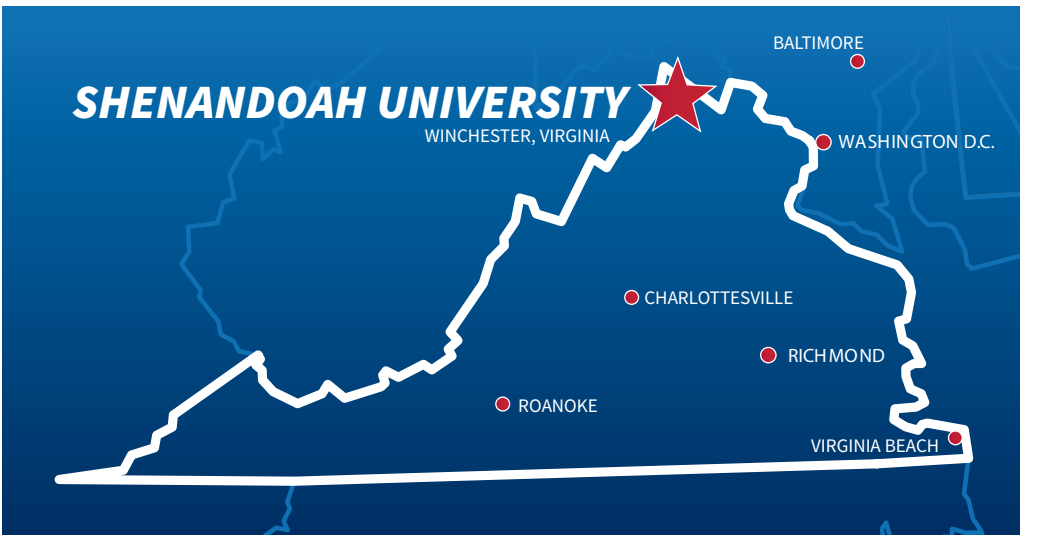 BALTIMORE
SHENANDOAH UNIVERSITY
WINCHESTER, VIRGINIA
WASHINGTON D.C.
CHARLOTTESVILLE
RICHMOND
ROANOKE
VIRGINIA BEACH